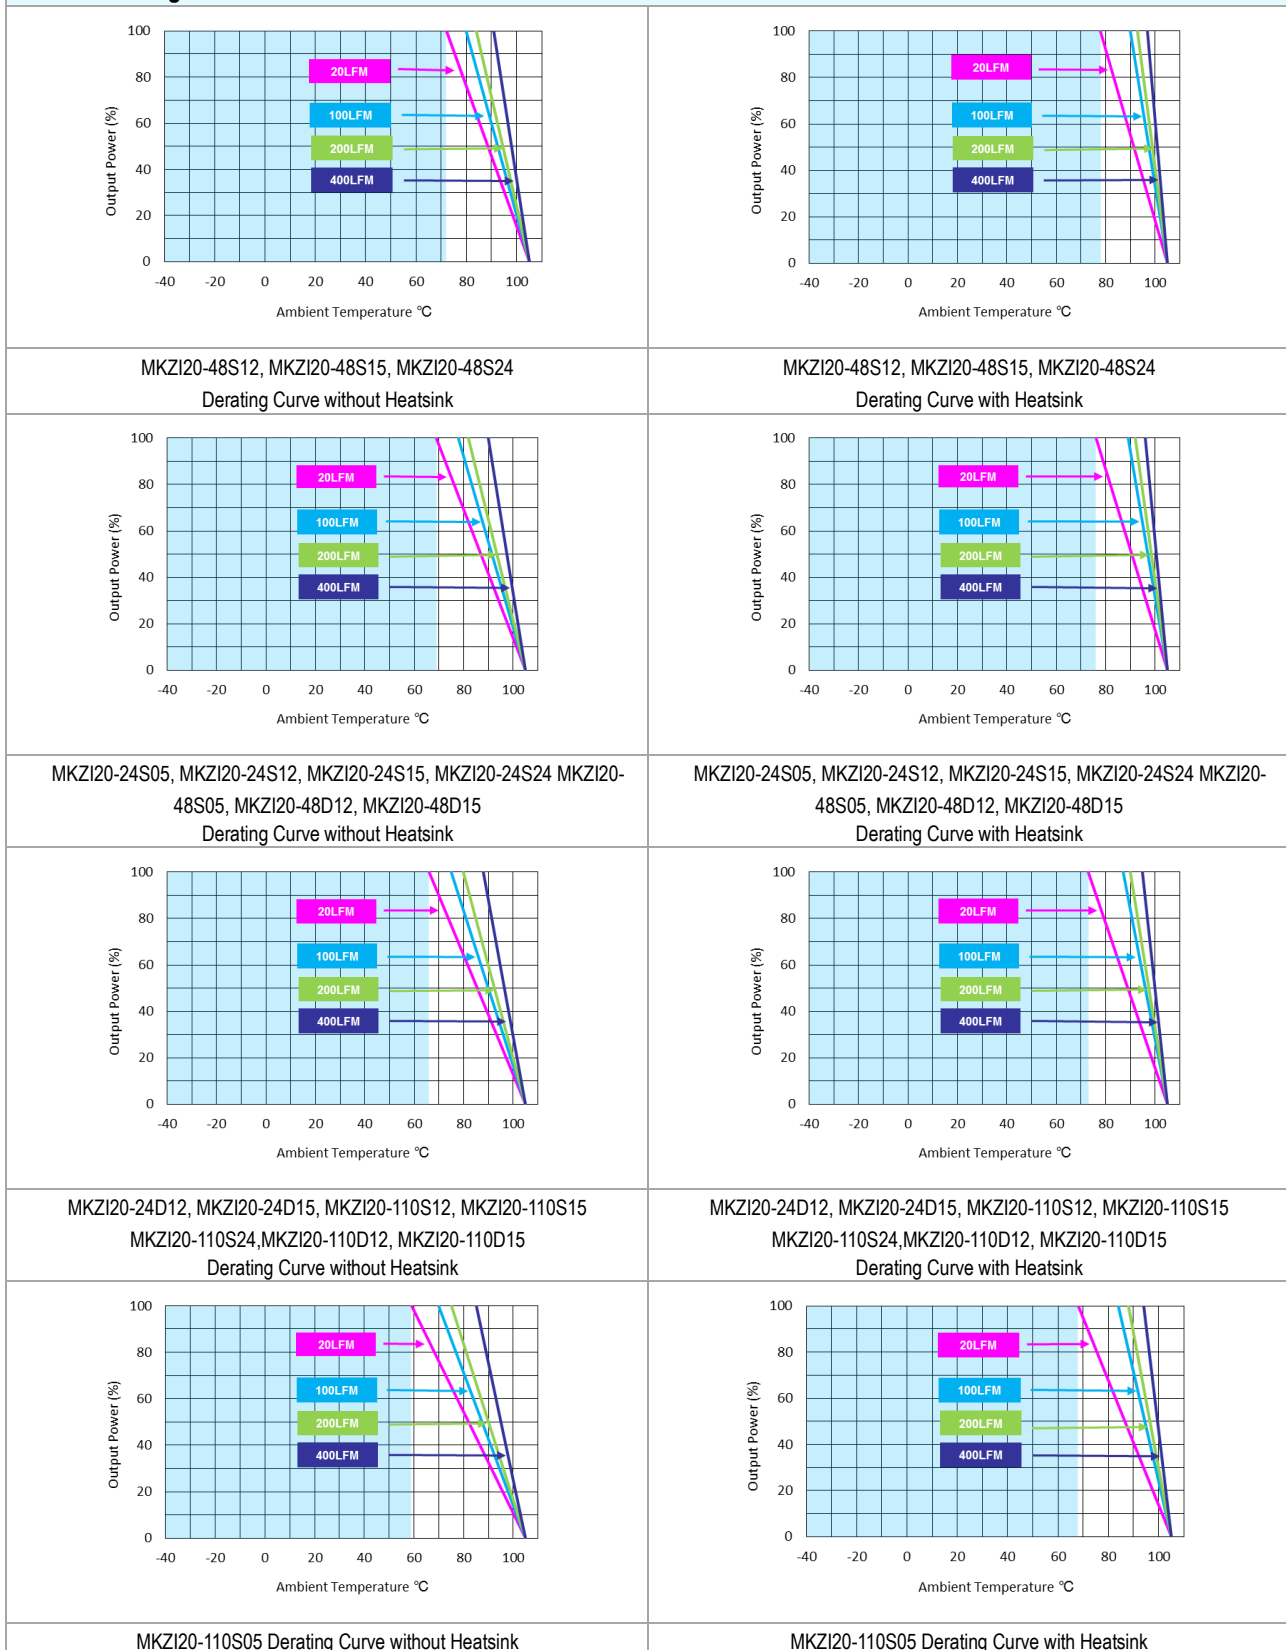 100
80
60
40
20
0
Output Power (%)
20LFM
100LFM
200LFM
400LFM
-40 -20 0 20 40 60 80 100
Ambient Temperature ℃
100
80
60
40
20
0
Output Power (%)
20LFM
100LFM
200LFM
400LFM
-40 -20 0 20 40 60 80 100
Ambient Temperature ℃
MKZI20-48S12, MKZI20-48S15, MKZI20-48S24
Derating Curve without Heatsink
MKZI20-48S12, MKZI20-48S15, MKZI20-48S24
Derating Curve with Heatsink
100
80
60
40
20
0
Output Power (%)
20LFM
100LFM
200LFM
400LFM
-40 -20 0 20 40 60 80 100
Ambient Temperature ℃
100
80
60
40
20
0
Output Power (%)
20LFM
100LFM
200LFM
400LFM
-40 -20 0 20 40 60 80 100
Ambient Temperature ℃
MKZI20-24S05, MKZI20-24S12, MKZI20-24S15, MKZI20-24S24 MKZI20-
48S05, MKZI20-48D12, MKZI20-48D15
Derating Curve without Heatsink
MKZI20-24S05, MKZI20-24S12, MKZI20-24S15, MKZI20-24S24 MKZI20-
48S05, MKZI20-48D12, MKZI20-48D15
Derating Curve with Heatsink
100
80
60
40
20
0
Output Power (%)
20LFM
100LFM
200LFM
400LFM
-40 -20 0 20 40 60 80 100
Ambient Temperature ℃
100
80
60
40
20
0
Output Power (%)
20LFM
100LFM
200LFM
400LFM
-40 -20 0 20 40 60 80 100
Ambient Temperature ℃
MKZI20-24D12, MKZI20-24D15, MKZI20-110S12, MKZI20-110S15
MKZI20-110S24,MKZI20-110D12, MKZI20-110D15
Derating Curve without Heatsink
MKZI20-24D12, MKZI20-24D15, MKZI20-110S12, MKZI20-110S15
MKZI20-110S24,MKZI20-110D12, MKZI20-110D15
Derating Curve with Heatsink
100
80
60
40
20
0
Output Power (%)
20LFM
100LFM
200LFM
400LFM
-40 -20 0 20 40 60 80 100
Ambient Temperature ℃
100
80
60
40
20
0
Output Power (%)
20LFM
100LFM
200LFM
400LFM
-40 -20 0 20 40 60 80 100
Ambient Temperature ℃
MKZI20-110S05 Derating Curve without Heatsink
MKZI20-110S05 Derating Curve with Heatsink